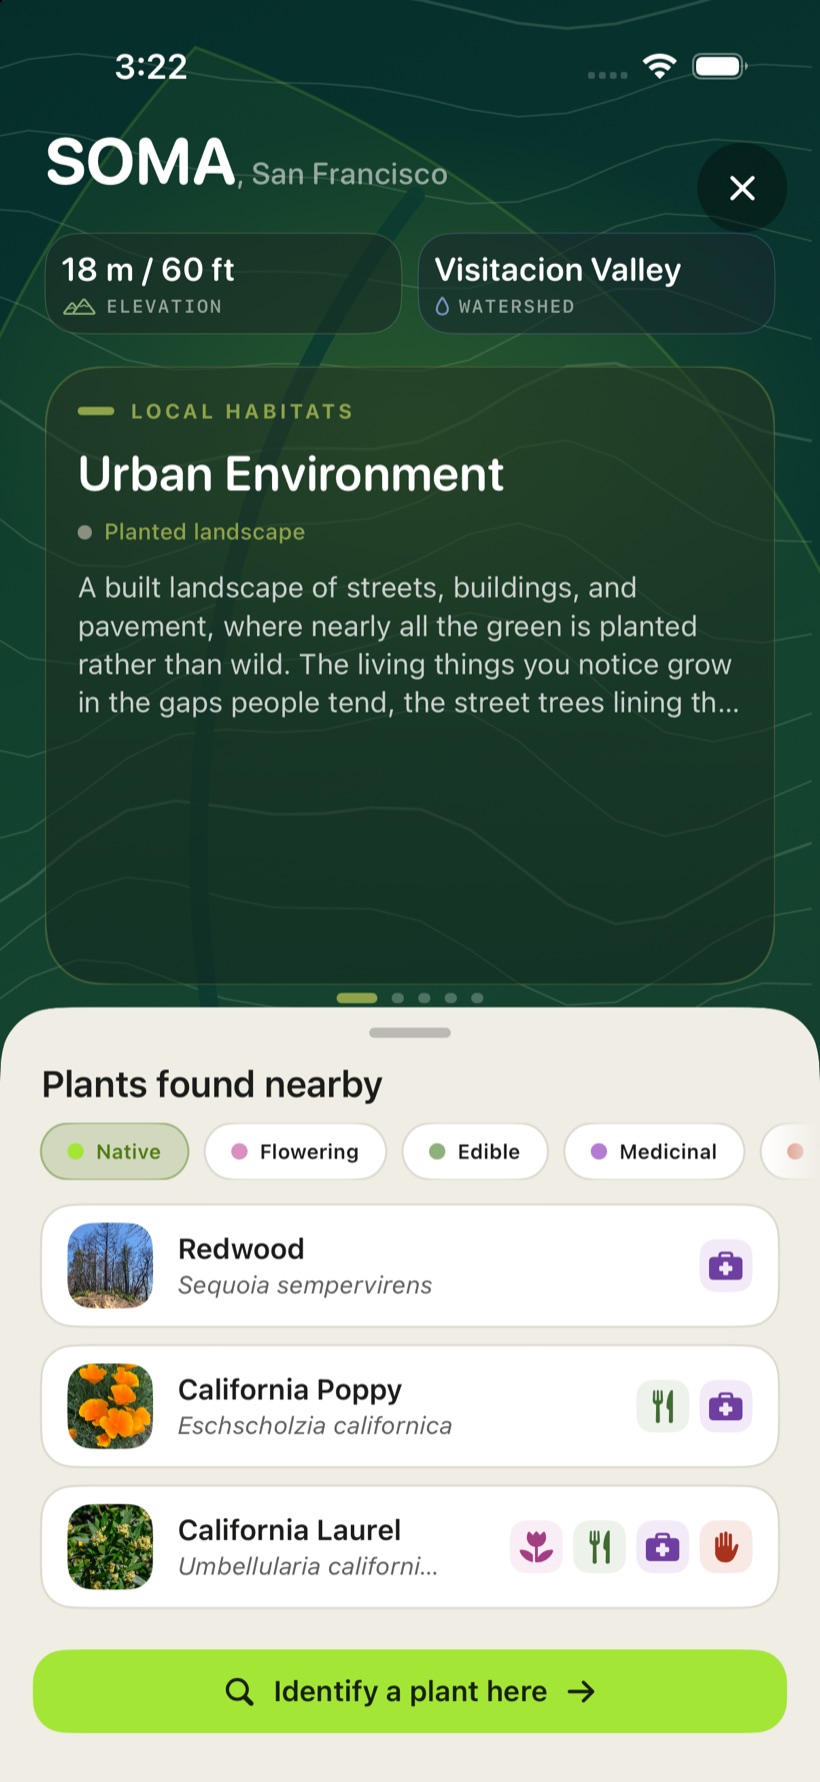 3:22
SOMA, San Francisco
18 m / 60 ft
ELEVATION
Visitacion Valley
WATERSHED
LOCAL HABITATS
Urban Environment
Planted landscape
A built landscape of streets, buildings, and
pavement, where nearly all the green is planted
rather than wild. The living things you notice grow
in the gaps people tend, the street trees lining th...
Plants found nearby
Native
Flowering
Edible
Medicinal
Redwood
Sequoia sempervirens
California Poppy
Eschscholzia californica
California Laurel
Umbellularia californi...
Identify a plant here